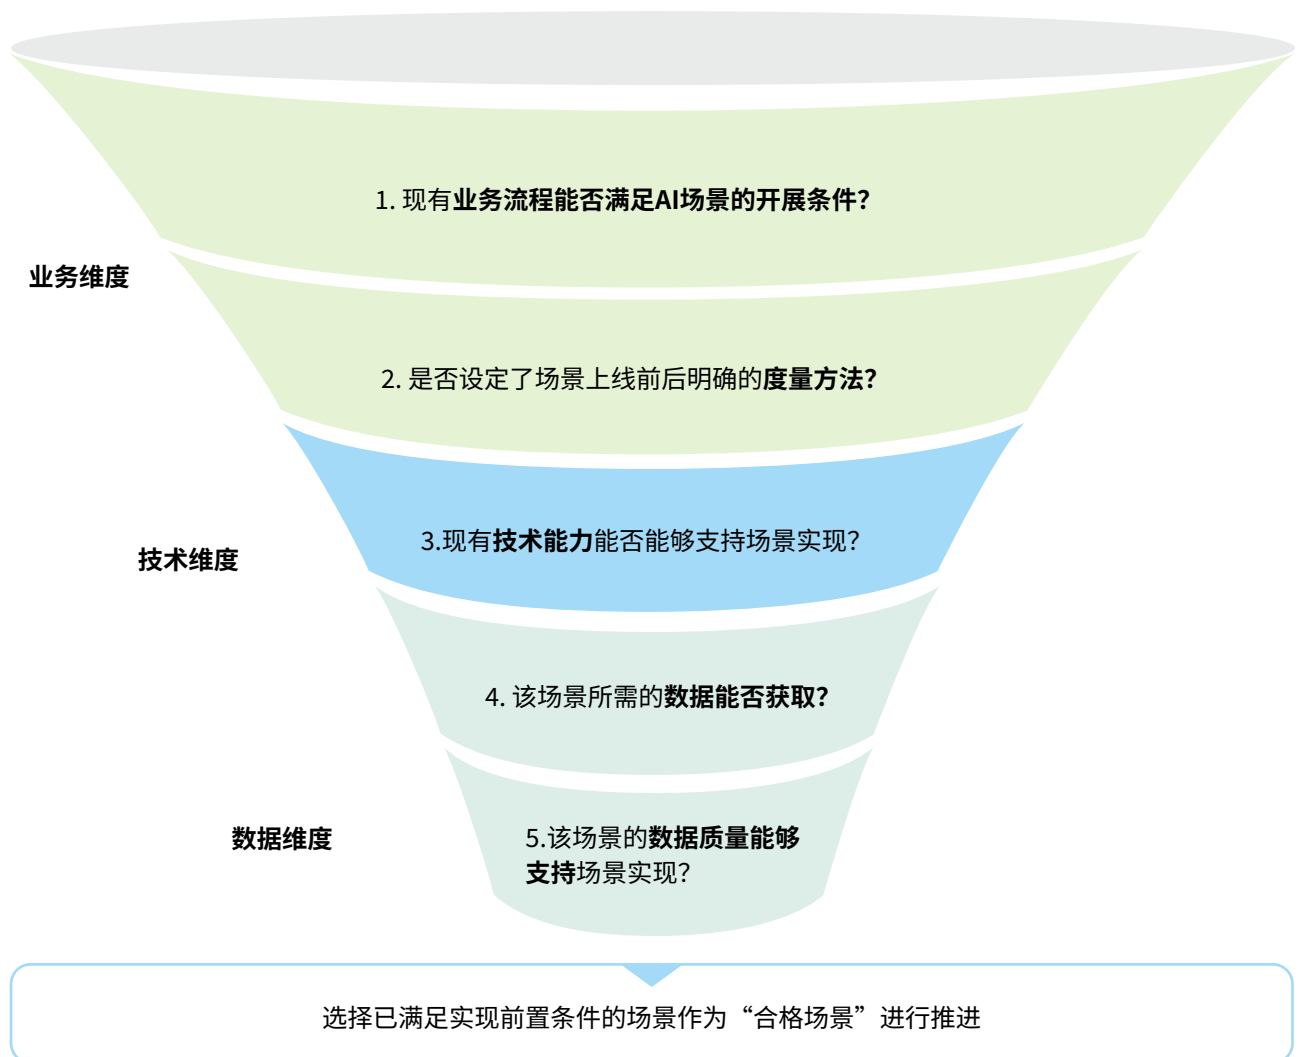 1. 现有业务流程能否满足AI场景的开展条件？
业务维度
2. 是否设定了场景上线前后明确的度量方法？
3.现有技术能力能否能够支持场景实现？
技术维度
4. 该场景所需的数据能否获取？
数据维度
5.该场景的数据质量能够
支持场景实现？
选择已满足实现前置条件的场景作为“合格场景”进行推进